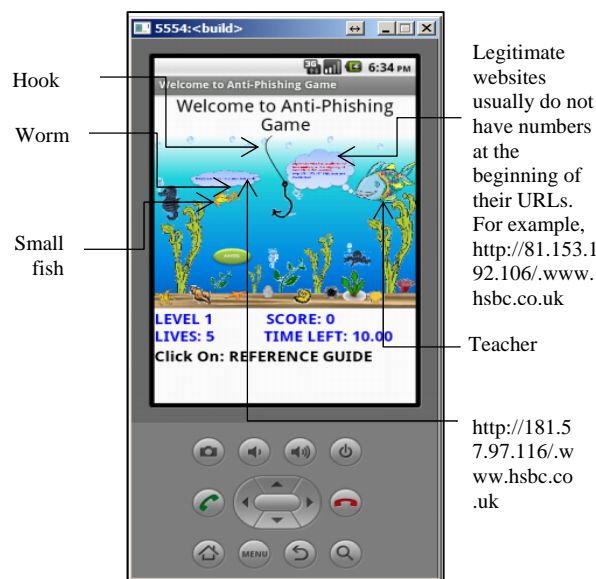 5554:<build>
3G
6:34 PM
Welcome to Anti-Phishing Game
Welcome to Anti-Phishing
Game
LEVEL 1 SCORE: 0
LIVES: 5 TIME LEFT: 10.00
Click On: REFERENCE GUIDE
MENU
Hook
Worm
Small
fish
Legitimate
websites
usually do not
have numbers
at the
beginning of
their URLs.
For example,
http://81.153.1
92.106/.www.
hsbc.co.uk
Teacher
http://181.5
7.97.116/.w
ww.hsbc.co
.uk